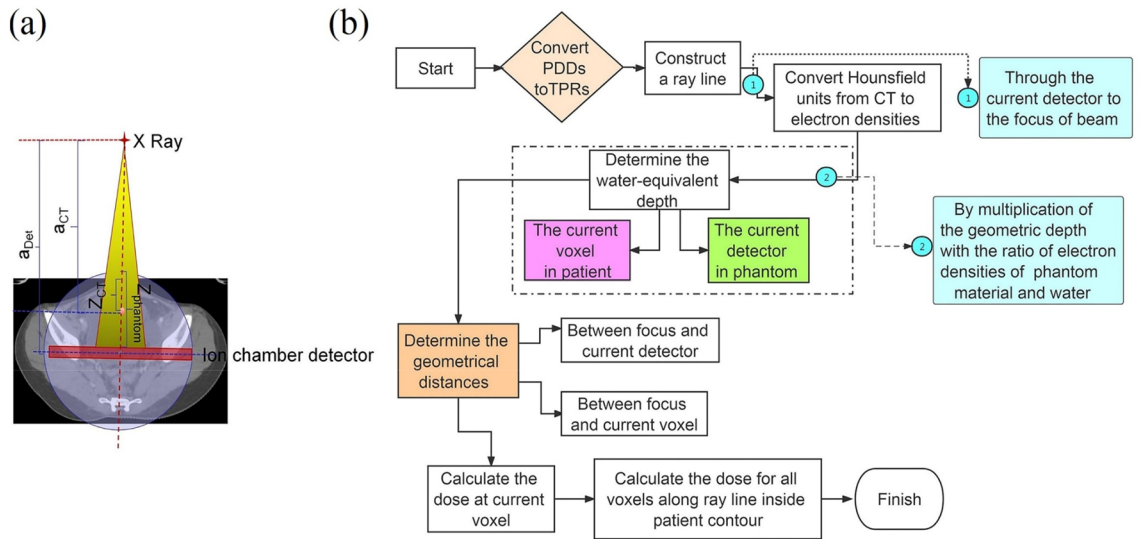 (a)
X Ray
a_CT
a_Det
Z_CT
Z_phantom
Ion chamber detector
(b)
Start
Convert
PDDs
toTPRs
Construct
a ray line
1
Convert Hounsfield
units from CT to
electron densities
1
Through the
current detector to
the focus of beam
Determine the
water-equivalent
depth
2
The current
voxel
in patient
The current
detector
in phantom
2
By multiplication of
the geometric depth
with the ratio of electron
densities of phantom
material and water
Determine the
geometrical
distances
Between focus and
current detector
Between focus
and current voxel
Calculate the
dose at current
voxel
Calculate the dose for all
voxels along ray line inside
patient contour
Finish